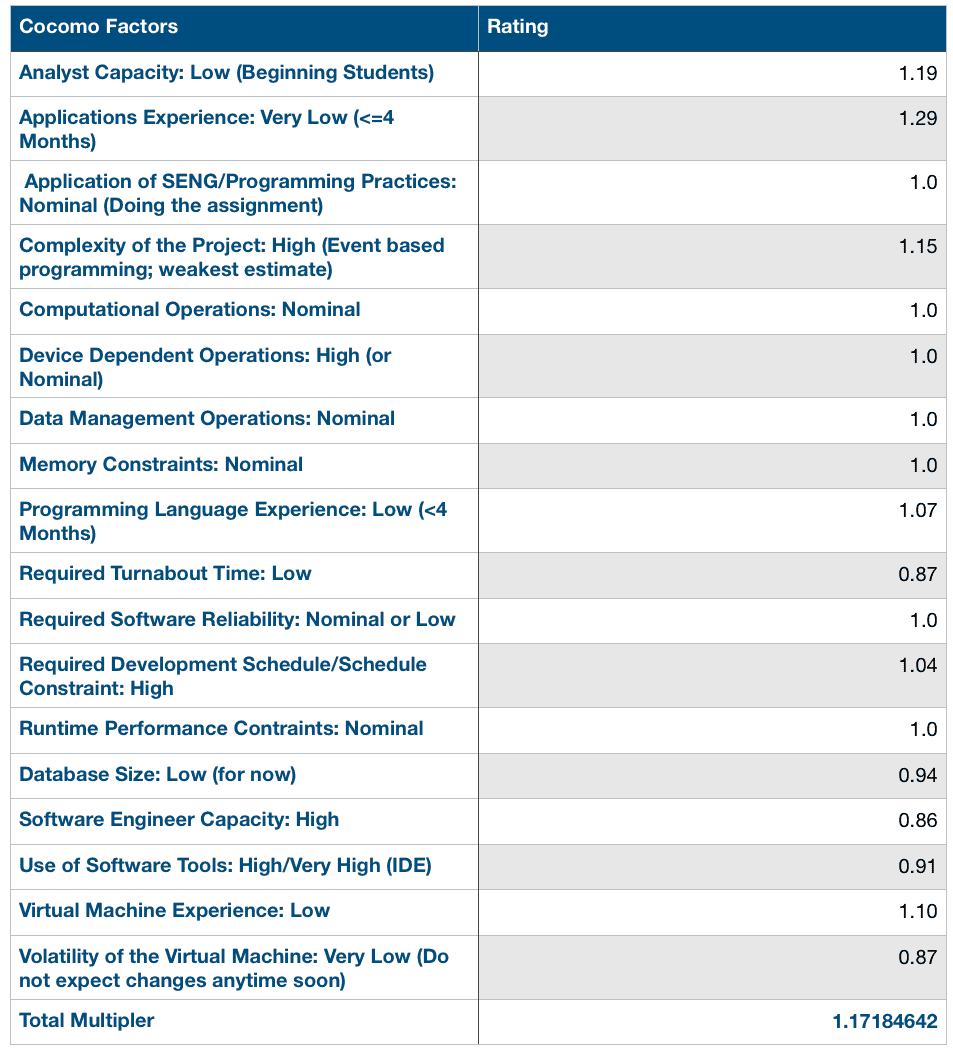 Cocomo Factors Rating
Analyst Capacity: Low (Beginning Students) 1.19
Applications Experience: Very Low (<=4 1.29
Months)
Application of SENG/Programming Practices: 1.0
Nominal (Doing the assignment)
Complexity of the Project: High (Event based 1.15
programming; weakest estimate)
Computational Operations: Nominal 1.0
Device Dependent Operations: High (or 1.0
Nominal)
Data Management Operations: Nominal 1.0
Memory Constraints: Nominal 1.0
Programming Language Experience: Low (<4 1.07
Months)
Required Turnabout Time: Low 0.87
Required Software Reliability: Nominal or Low 1.0
Required Development Schedule/Schedule 1.04
Constraint: High
Runtime Performance Contraints: Nominal 1.0
Database Size: Low (for now) 0.94
Software Engineer Capacity: High 0.86
Use of Software Tools: High/Very High (IDE) 0.91
Virtual Machine Experience: Low 1.10
Volatility of the Virtual Machine: Very Low (Do 0.87
not expect changes anytime soon)
Total Multipler 1.17184642